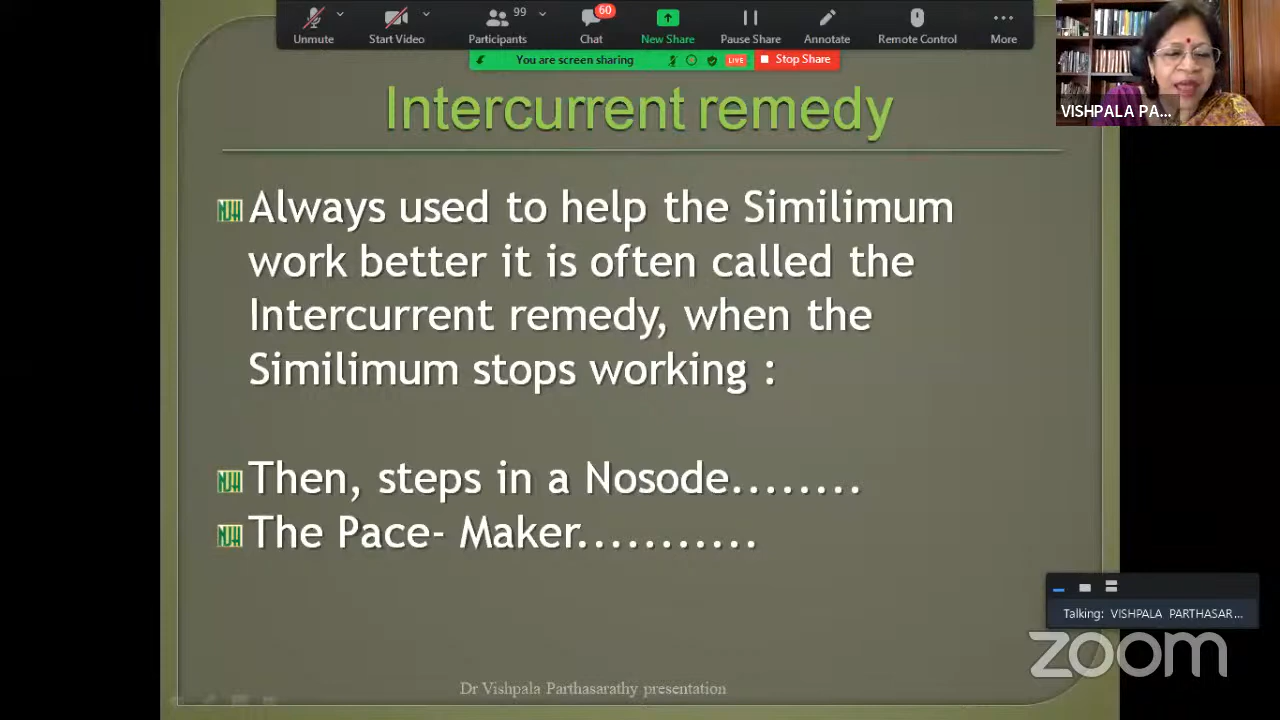 99
60
Unmute
Start Video
Participants
Chat
New Share
Pause Share
Annotate
Remote Control
More
You are screen sharing
LIVE
Stop Share
VISHPALA PA...
Intercurrent remedy
Always used to help the Similimum
work better it is often called the
Intercurrent remedy, when the
Similimum stops working :
Then, steps in a Nosode........
The Pace- Maker............
Talking: VISHPALA PARTHASAR...
zoom
Dr Vishpala Parthasarathy presentation